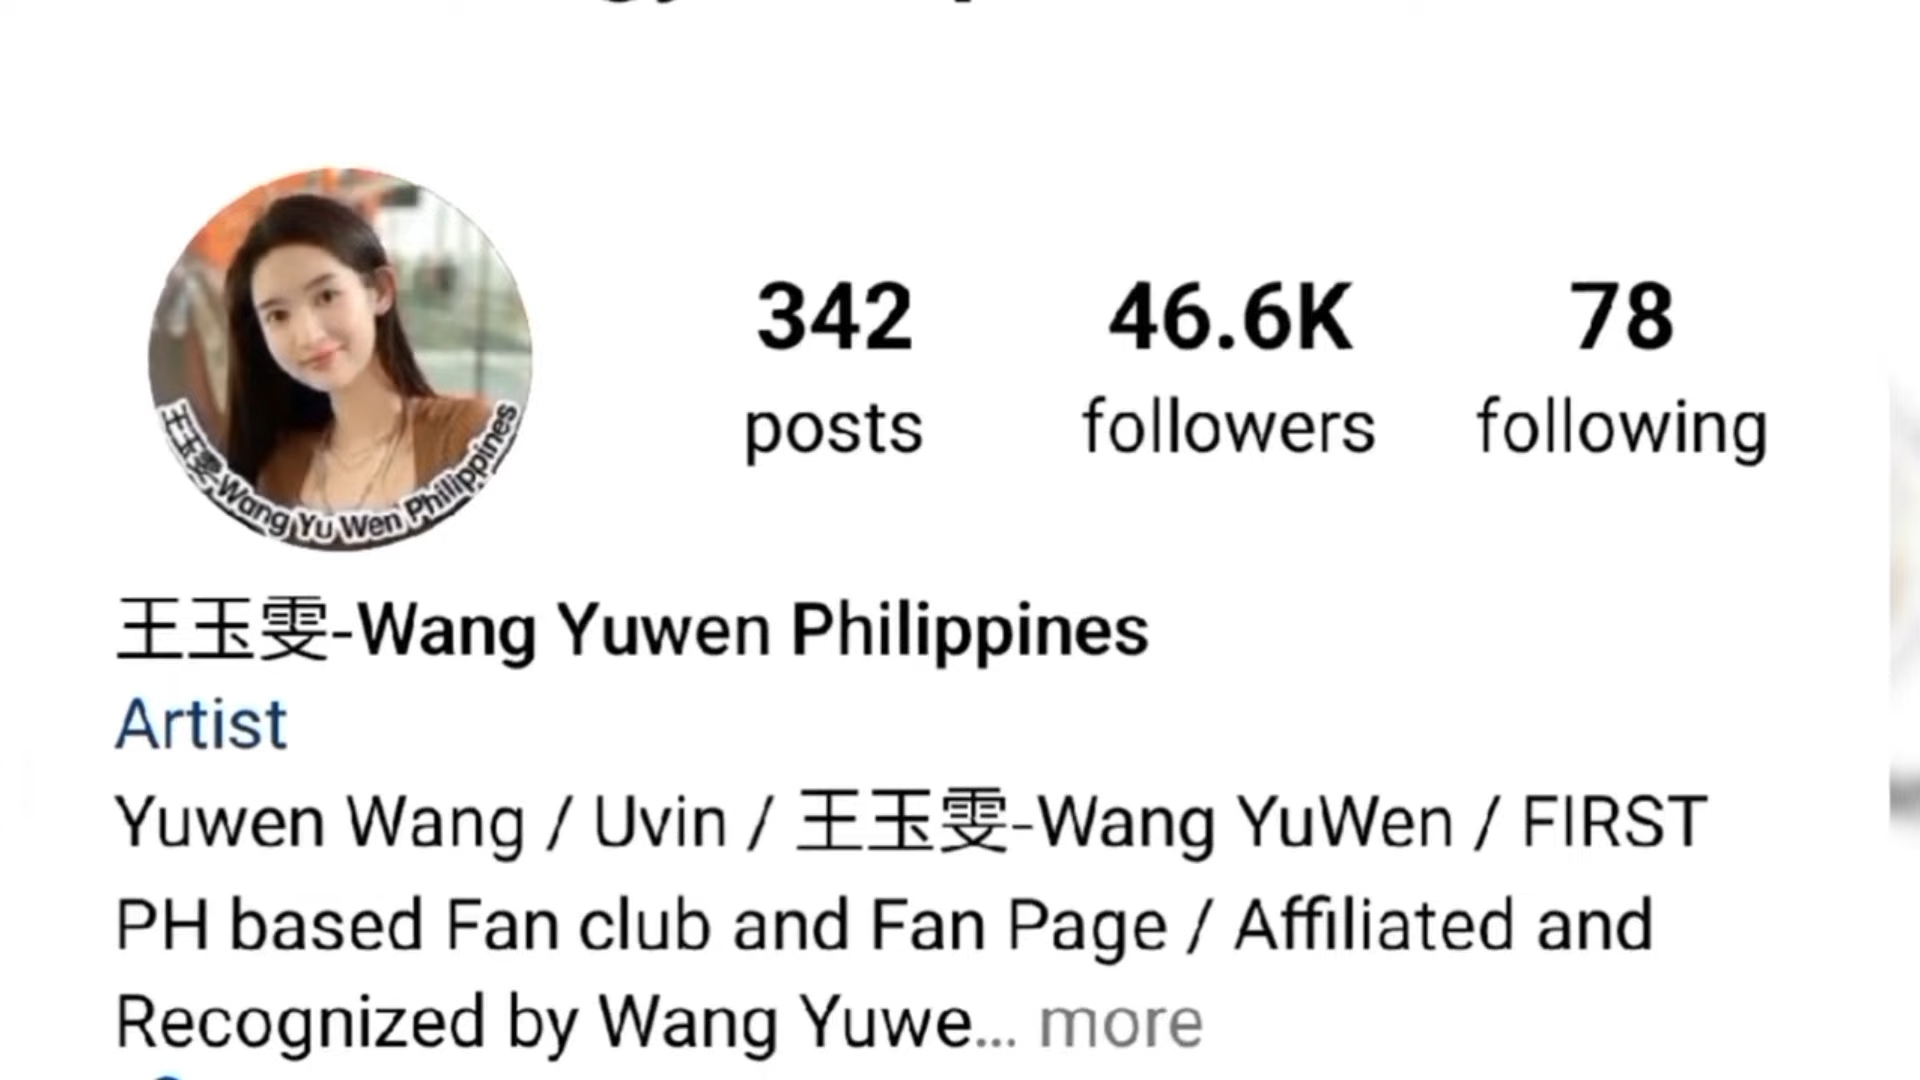 王玉雯-Wang Yu Wen Philippines
342 46.6K 78
posts followers following
王玉雯-Wang Yuwen Philippines
Artist
Yuwen Wang / Uvin / 王玉雯-Wang YuWen / FIRST
PH based Fan club and Fan Page / Affiliated and
Recognized by Wang Yuwe... more